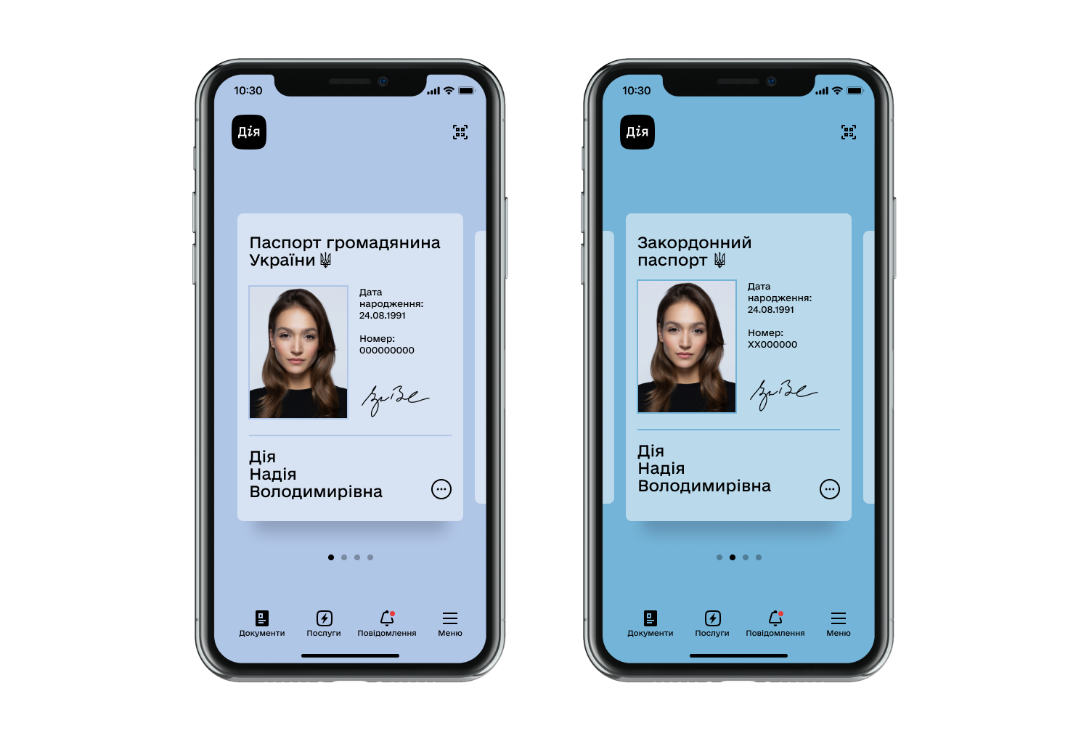 10:30
Дія
Паспорт громадянина
України
Дата
народження:
24.08.1991
Номер:
000000000
Дія
Надія
Володимирівна
Документи
Послуги
Повідомлення
Меню
10:30
Дія
Закордонний
паспорт
Дата
народження:
24.08.1991
Номер:
XX000000
Дія
Надія
Володимирівна
Документи
Послуги
Повідомлення
Меню